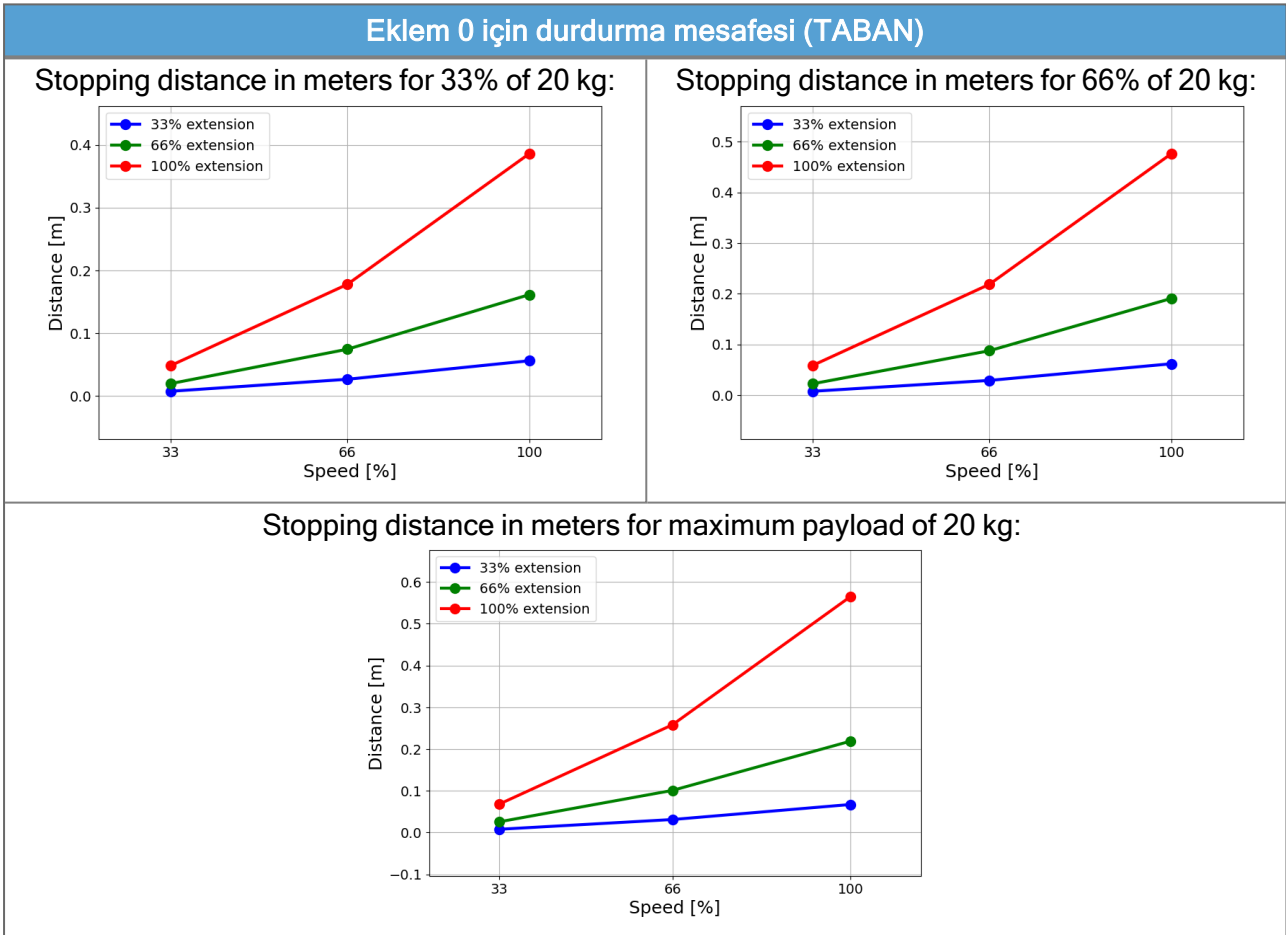 Eklem 0 için durdurma mesafesi (TABAN)
Stopping distance in meters for 33% of 20 kg:
33% extension
66% extension
100% extension
0.4
0.3
0.2
0.1
0.0
Distance [m]
33
66
100
Speed [%]
Stopping distance in meters for 66% of 20 kg:
33% extension
66% extension
100% extension
0.5
0.4
0.3
0.2
0.1
0.0
Distance [m]
33
66
100
Speed [%]
Stopping distance in meters for maximum payload of 20 kg:
33% extension
66% extension
100% extension
0.6
0.5
0.4
0.3
0.2
0.1
0.0
−0.1
Distance [m]
33
66
100
Speed [%]